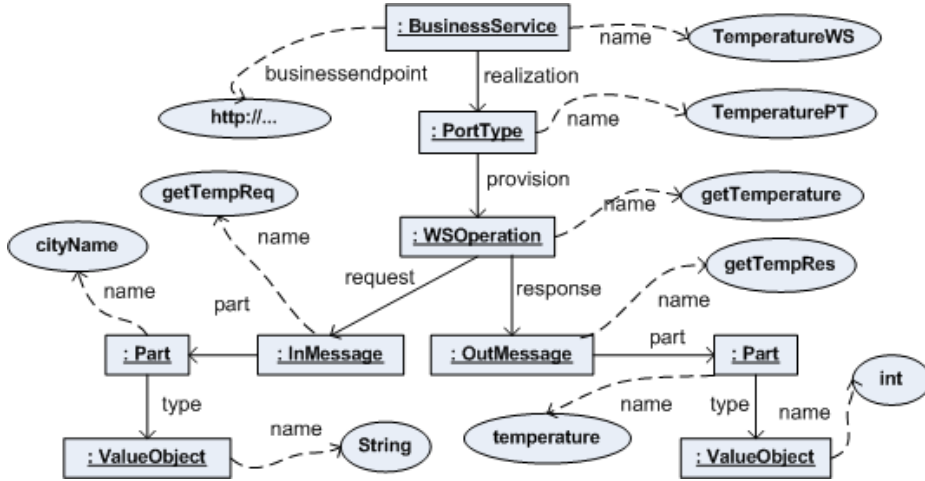 : BusinessService
name
TemperatureWS
businessendpoint
realization
http://...
: PortType
name
TemperaturePT
provision
getTempReq
getTemperature
name
: WSOperation
name
cityName
getTempRes
request
response
name
name
part
part
: Part
: InMessage
: OutMessage
: Part
int
type
name
type
name
name
String
temperature
: ValueObject
: ValueObject